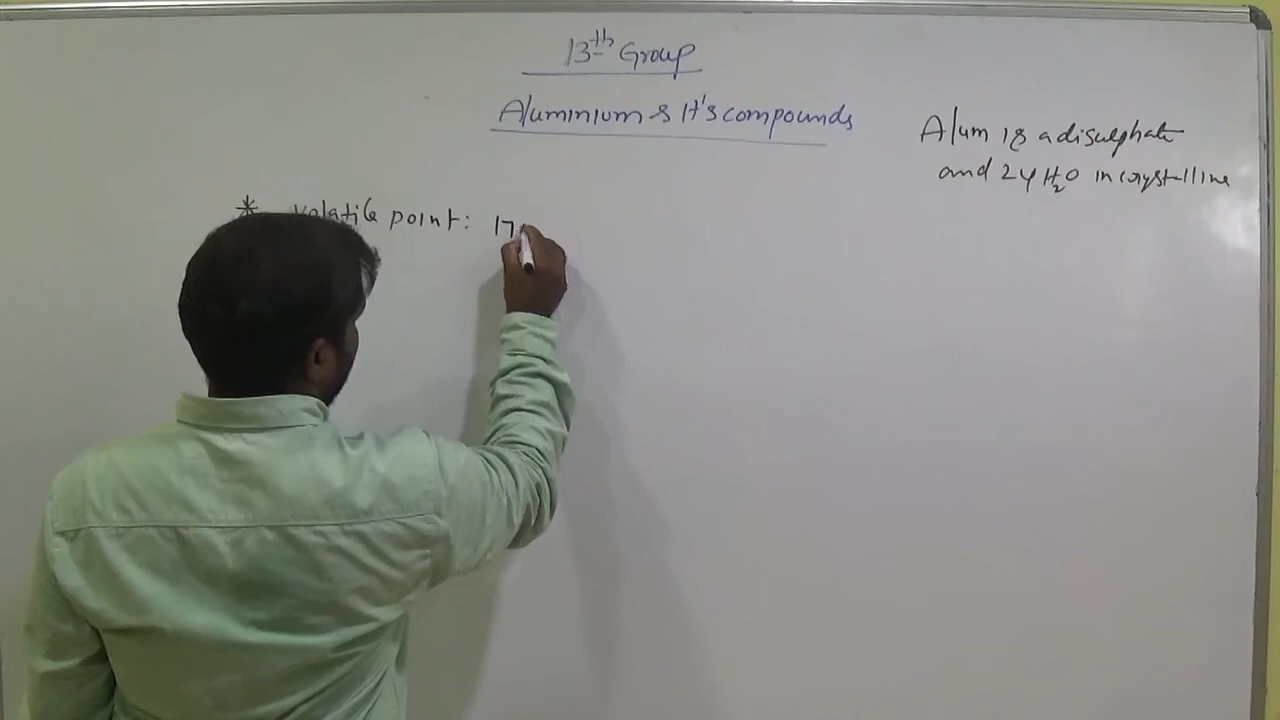 13th Group
Aluminium & It's compounds
Alum is a disulphate
and 24 H2O in crystalline
* volatile point: 17